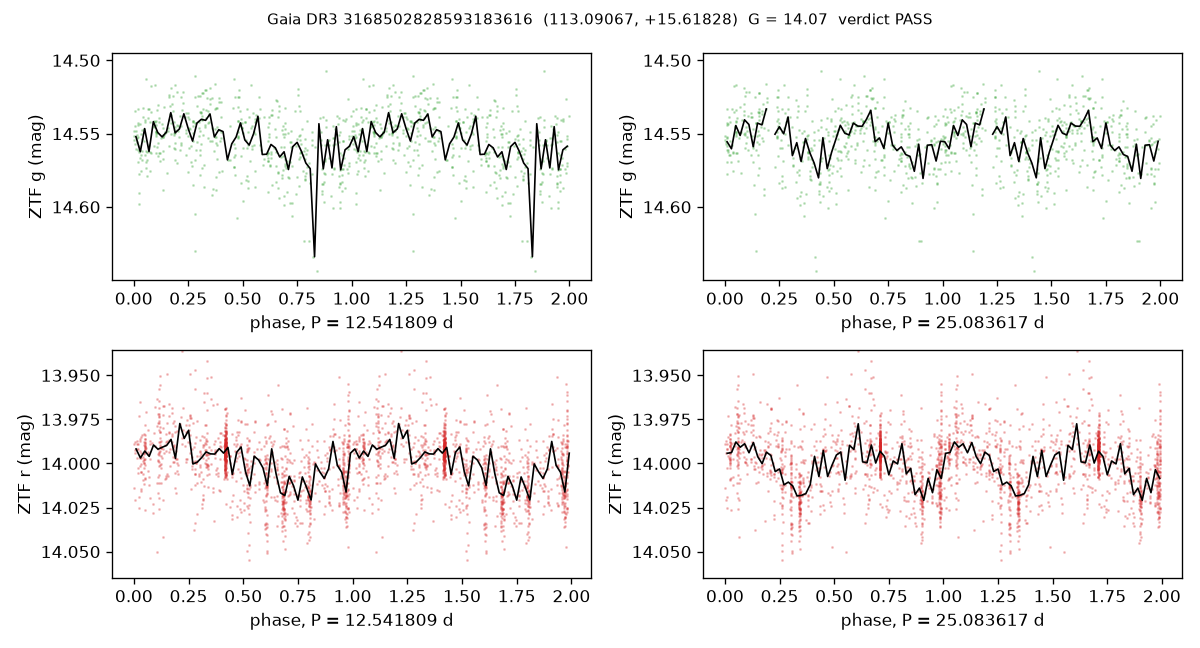 Gaia DR3 3168502828593183616 (113.09067, +15.61828) G = 14.07 verdict PASS
ZTF g (mag)
14.50
14.55
14.60
0.00 0.25 0.50 0.75 1.00 1.25 1.50 1.75 2.00
phase, P = 12.541809 d
ZTF g (mag)
14.50
14.55
14.60
0.00 0.25 0.50 0.75 1.00 1.25 1.50 1.75 2.00
phase, P = 25.083617 d
ZTF r (mag)
13.950
13.975
14.000
14.025
14.050
0.00 0.25 0.50 0.75 1.00 1.25 1.50 1.75 2.00
phase, P = 12.541809 d
ZTF r (mag)
13.950
13.975
14.000
14.025
14.050
0.00 0.25 0.50 0.75 1.00 1.25 1.50 1.75 2.00
phase, P = 25.083617 d